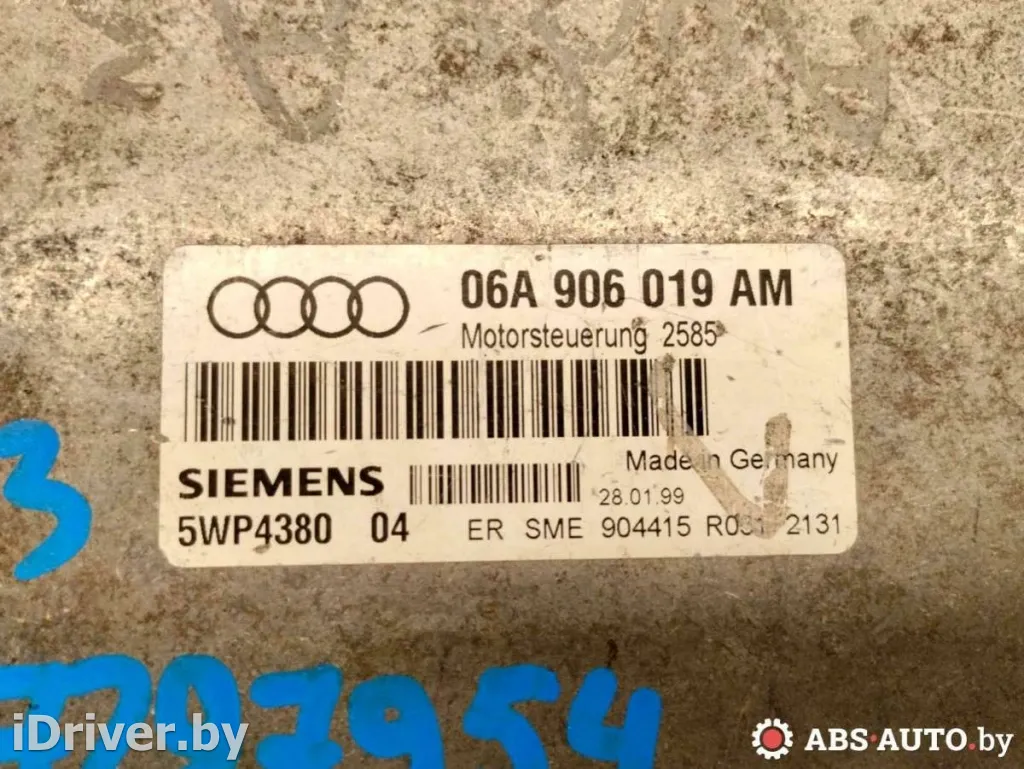 06A 906 019 AM
Motorsteuerung 2585
Made in Germany
SIEMENS
28.01.99
5WP4380 04 ER SME 904415 2131
3
7707954
iDriver.by
ABS-AUTO.by